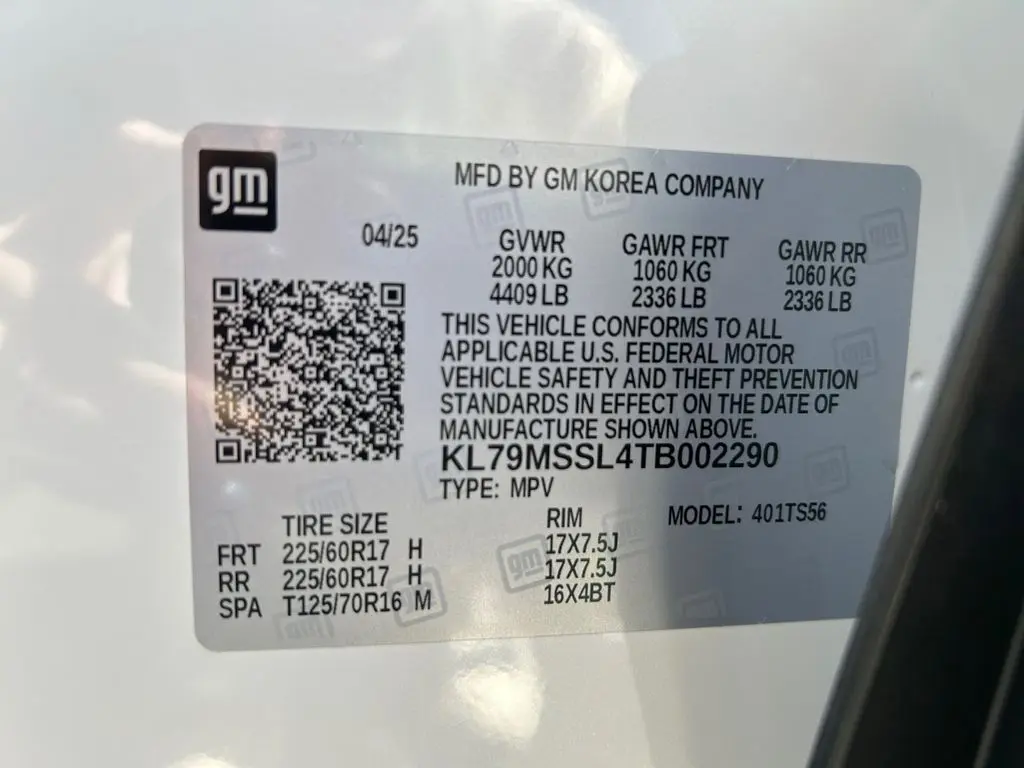 gm
MFD BY GM KOREA COMPANY
04/25
GVWR GAWR FRT GAWR RR
2000 KG 1060 KG 1060 KG
4409 LB 2336 LB 2336 LB
THIS VEHICLE CONFORMS TO ALL
APPLICABLE U.S. FEDERAL MOTOR
VEHICLE SAFETY AND THEFT PREVENTION
STANDARDS IN EFFECT ON THE DATE OF
MANUFACTURE SHOWN ABOVE.
KL79MSSL4TB002290
TYPE: MPV
MODEL: 401TS56
TIRE SIZE RIM
FRT 225/60R17 H 17X7.5J
RR 225/60R17 H 17X7.5J
SPA T125/70R16 M 16X4BT